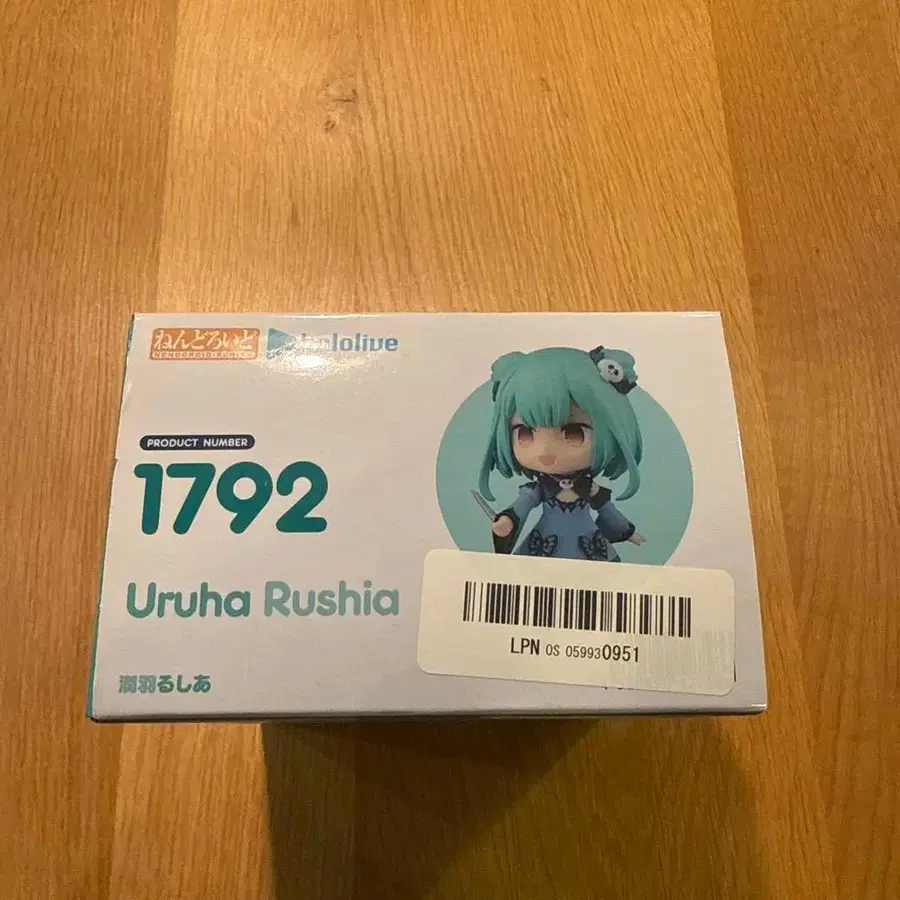 ねんどろいど
NENDOROID SERIES
hololive
PRODUCT NUMBER
1792
Uruha Rushia
潤羽るしあ
LPN OS 059930951